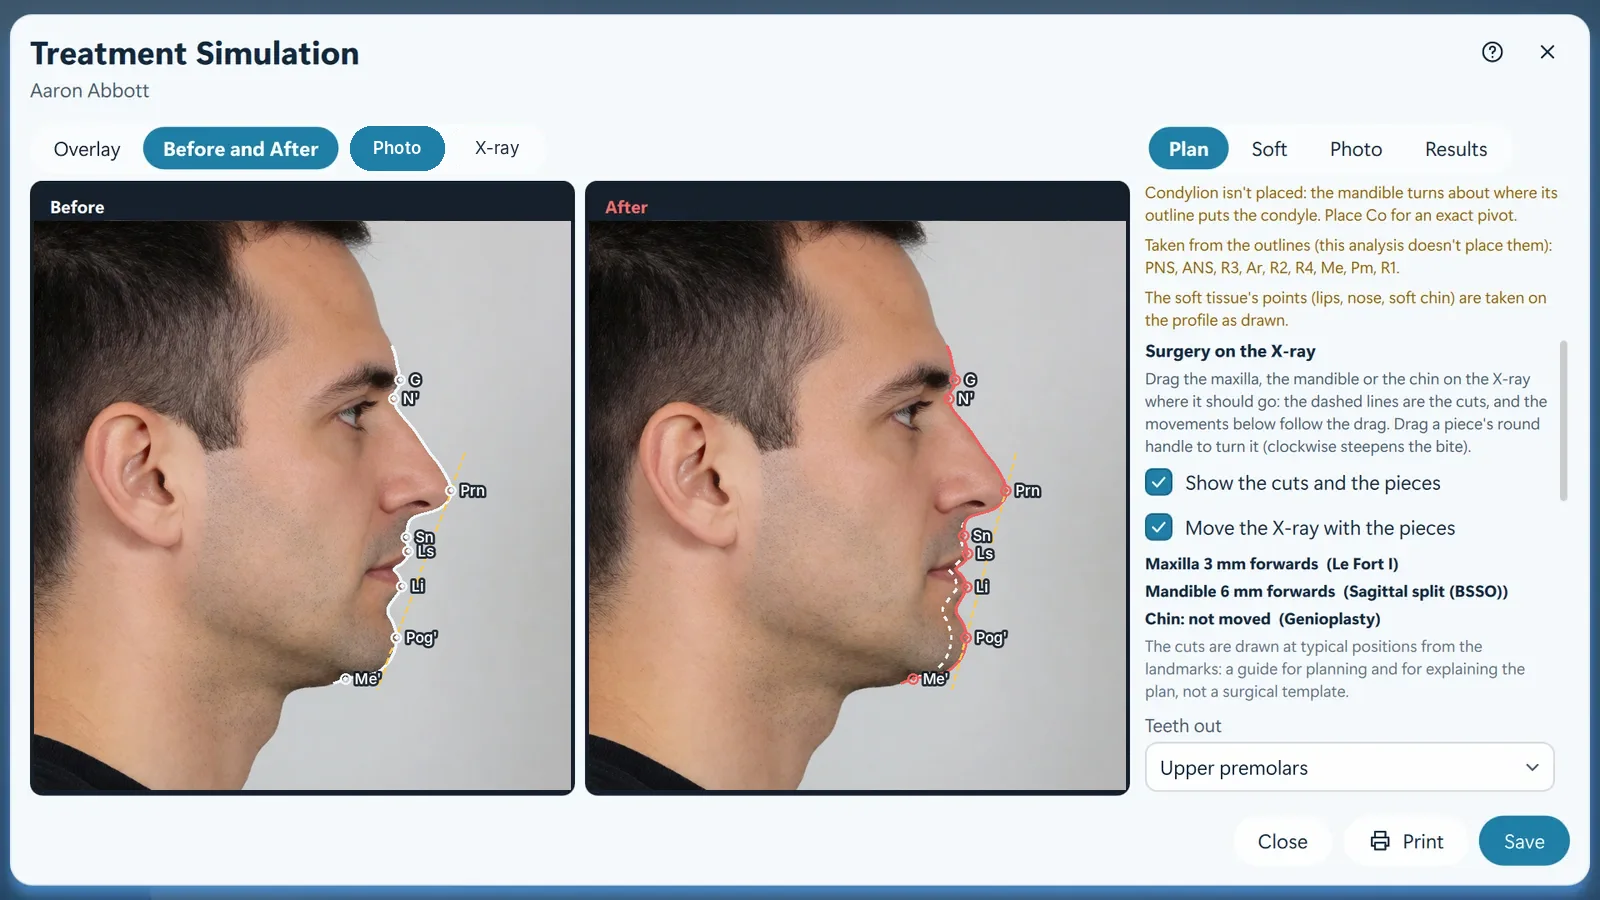 Treatment Simulation
Aaron Abbott
Overlay
Before and After
Photo
X-ray
Plan
Soft
Photo
Results
Before
G
N'
Prn
Sn
Ls
Li
Pog'
Me'
After
G
N'
Prn
Sn
Ls
Li
Pog'
Me'
Condylion isn't placed: the mandible turns about where its
outline puts the condyle. Place Co for an exact pivot.
Taken from the outlines (this analysis doesn't place them):
PNS, ANS, R3, Ar, R2, R4, Me, Pm, R1.
The soft tissue's points (lips, nose, soft chin) are taken on
the profile as drawn.
Surgery on the X-ray
Drag the maxilla, the mandible or the chin on the X-ray
where it should go: the dashed lines are the cuts, and the
movements below follow the drag. Drag a piece's round
handle to turn it (clockwise steepens the bite).
Show the cuts and the pieces
Move the X-ray with the pieces
Maxilla 3 mm forwards (Le Fort I)
Mandible 6 mm forwards (Sagittal split (BSSO))
Chin: not moved (Genioplasty)
The cuts are drawn at typical positions from the
landmarks: a guide for planning and for explaining the
plan, not a surgical template.
Teeth out
Upper premolars
Close
Print
Save